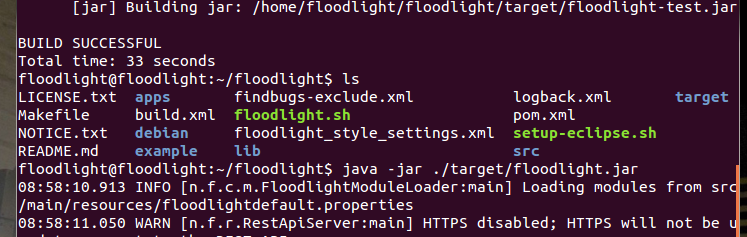 [jar] Building jar: /home/floodlight/floodlight/target/floodlight-test.jar
BUILD SUCCESSFUL
Total time: 33 seconds
floodlight@floodlight:~/floodlight$ ls
LICENSE.txt apps findbugs-exclude.xml logback.xml target
Makefile build.xml floodlight.sh pom.xml
NOTICE.txt debian floodlight_style_settings.xml setup-eclipse.sh
README.md example lib src
floodlight@floodlight:~/floodlight$ java -jar ./target/floodlight.jar
08:58:10.913 INFO [n.f.c.m.FloodlightModuleLoader:main] Loading modules from src
/main/resources/floodlightdefault.properties
08:58:11.050 WARN [n.f.r.RestApiServer:main] HTTPS disabled; HTTPS will not be u